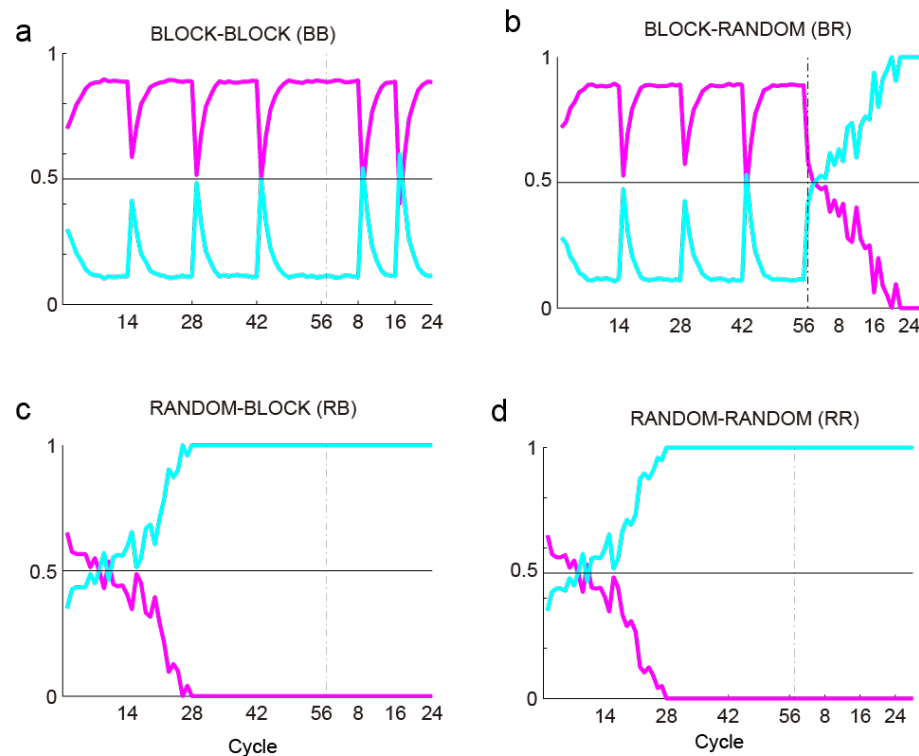 a
BLOCK-BLOCK (BB)
1
0.5
0
14 28 42 56 8 16 24
b
BLOCK-RANDOM (BR)
1
0.5
0
14 28 42 56 8 16 24
c
RANDOM-BLOCK (RB)
1
0.5
0
14 28 42 56 8 16 24
Cycle
d
RANDOM-RANDOM (RR)
1
0.5
0
14 28 42 56 8 16 24
Cycle